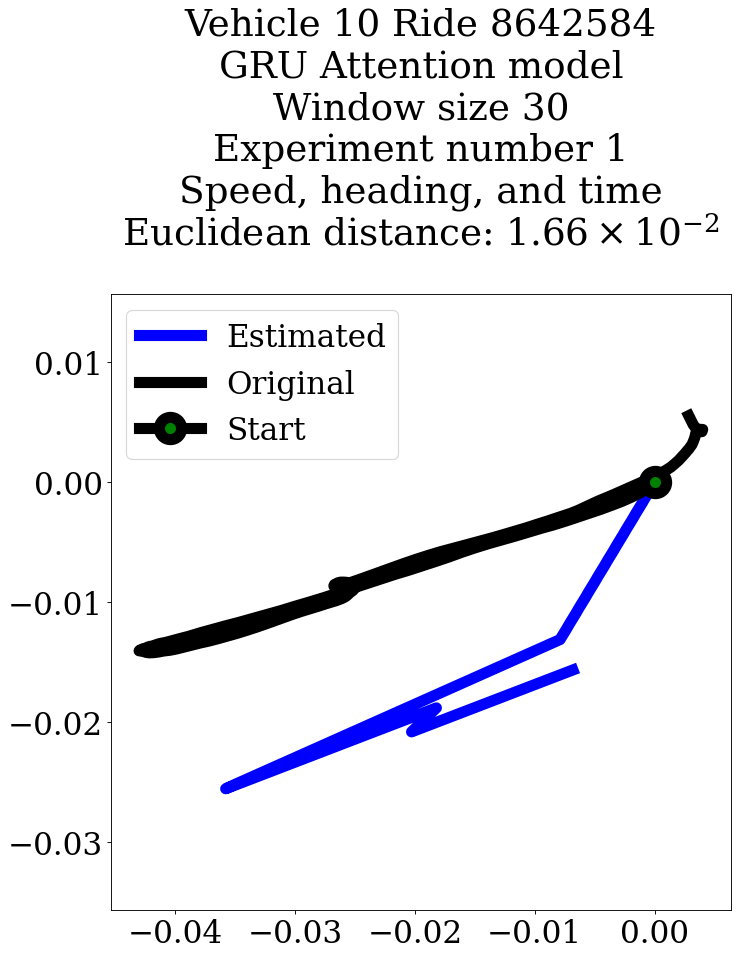 Vehicle 10 Ride 8642584
GRU Attention model
Window size 30
Experiment number 1
Speed, heading, and time
Euclidean distance: 1.66 × 10⁻²
Estimated
Original
Start
0.01
0.00
−0.01
−0.02
−0.03
−0.04 −0.03 −0.02 −0.01 0.00